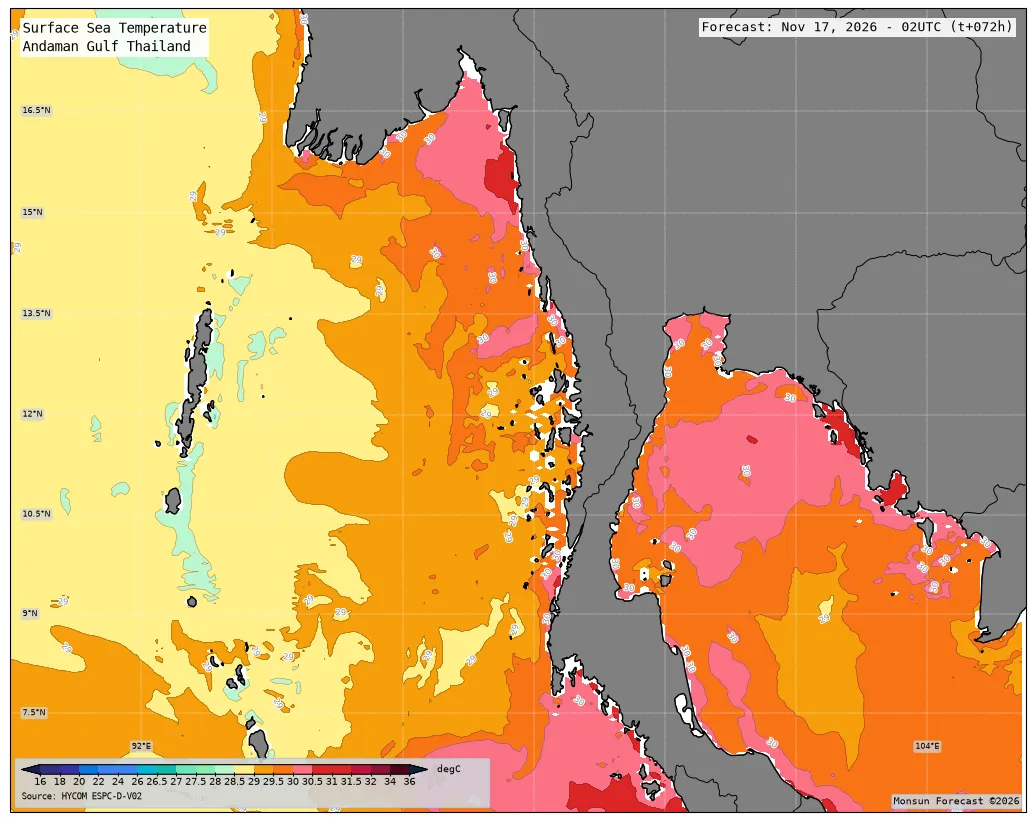 Surface Sea Temperature
Andaman Gulf Thailand
Forecast: Nov 17, 2026 - 02UTC (t+072h)
16.5°N
15°N
13.5°N
12°N
10.5°N
9°N
7.5°N
92°E
104°E
degC
16 18 20 22 24 26 26.5 27 27.5 28 28.5 29 29.5 30 30.5 31 31.5 32 34 36
Source: HYCOM ESPC-D-V02
Monsun Forecast ©2026